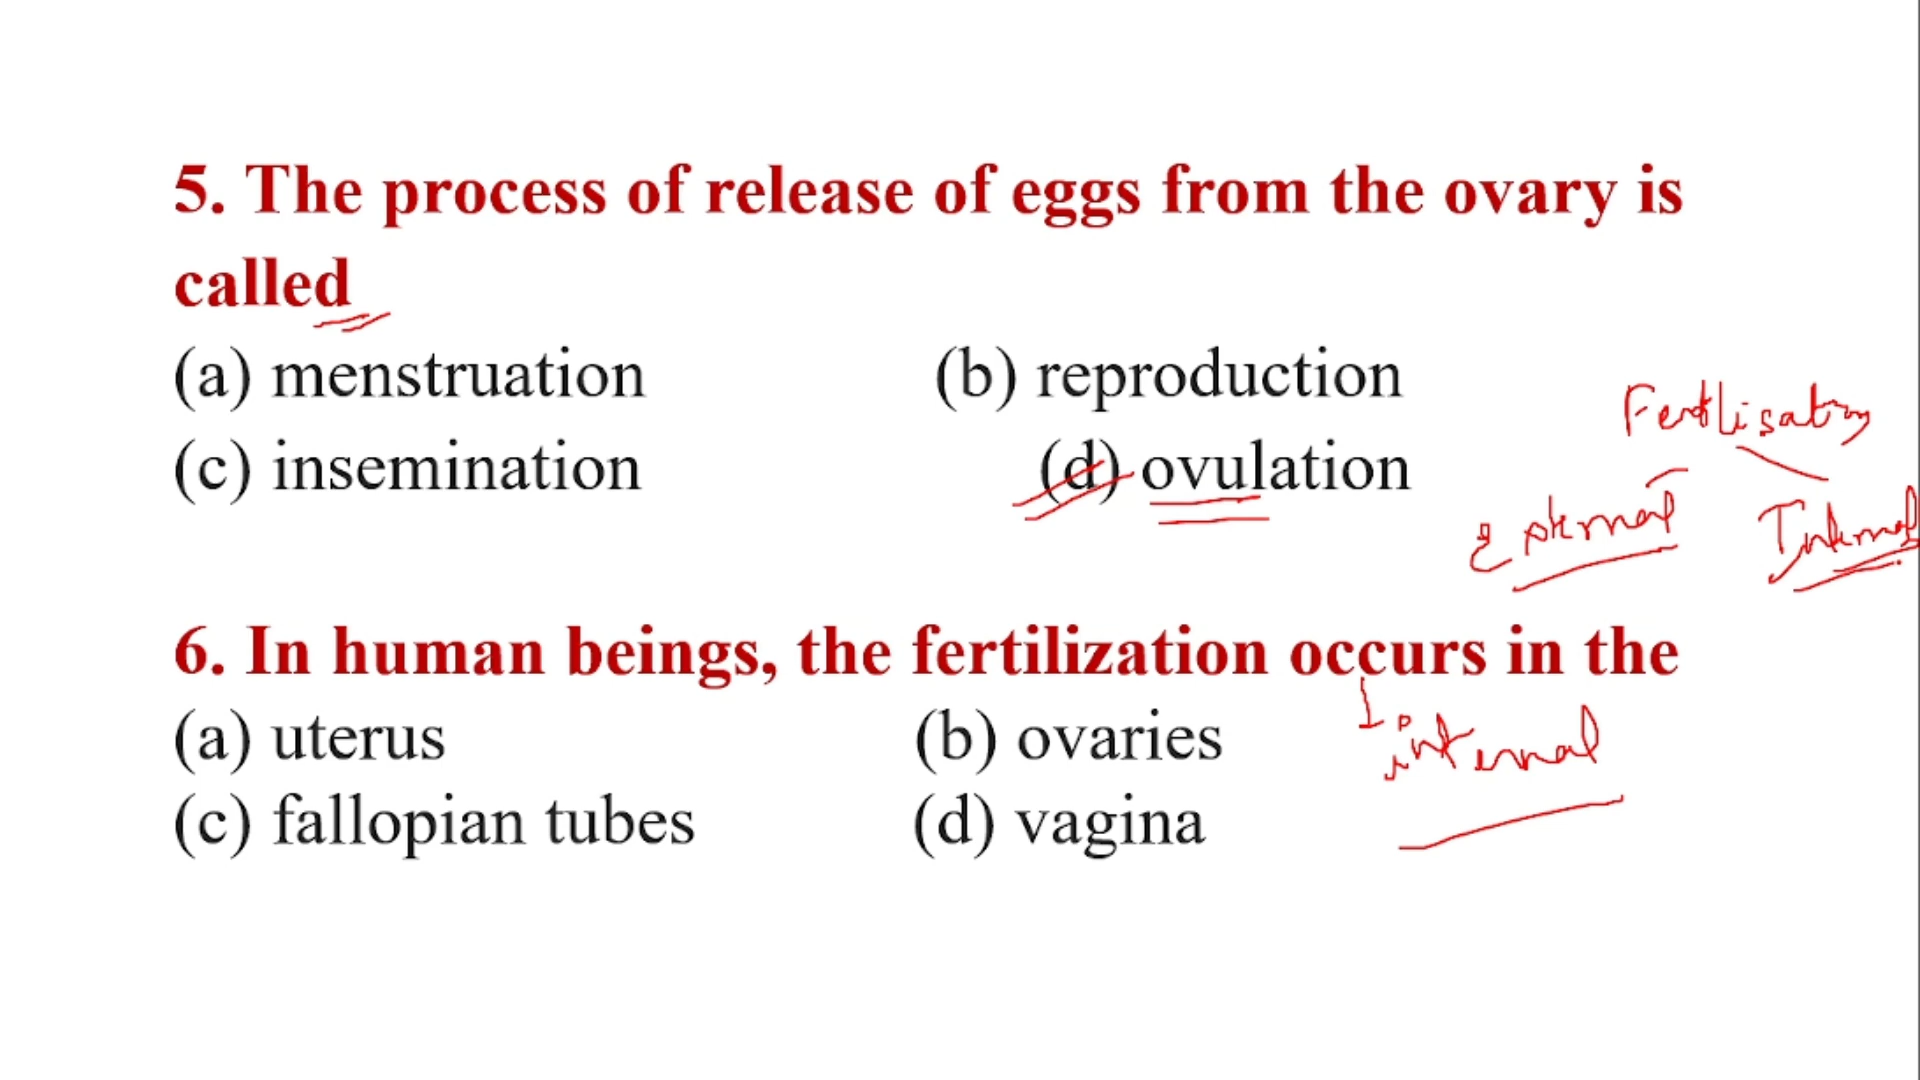 5. The process of release of eggs from the ovary is
called
(a) menstruation (b) reproduction
(c) insemination (d) ovulation
Fertlisation
External Internal
6. In human beings, the fertilization occurs in the
(a) uterus (b) ovaries
internal
(c) fallopian tubes (d) vagina